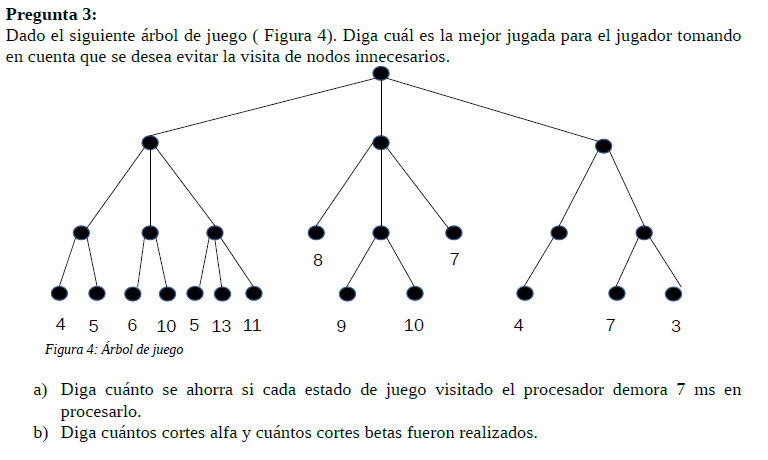 Pregunta 3:
Dado el siguiente árbol de juego ( Figura 4). Diga cuál es la mejor jugada para el jugador tomando
en cuenta que se desea evitar la visita de nodos innecesarios.
8
7
4 5 6 10 5 13 11 9 10 4 7 3
Figura 4: Árbol de juego
a) Diga cuánto se ahorra si cada estado de juego visitado el procesador demora 7 ms en
procesarlo.
b) Diga cuántos cortes alfa y cuántos cortes betas fueron realizados.